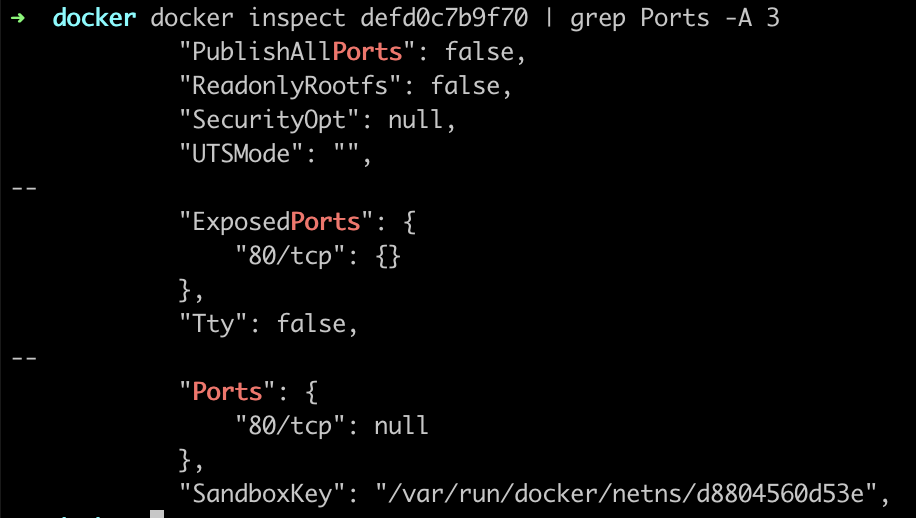 ➜ docker docker inspect defd0c7b9f70 | grep Ports -A 3
"PublishAllPorts": false,
"ReadonlyRootfs": false,
"SecurityOpt": null,
"UTSMode": "",
--
"ExposedPorts": {
"80/tcp": {}
},
"Tty": false,
--
"Ports": {
"80/tcp": null
},
"SandboxKey": "/var/run/docker/netns/d8804560d53e",